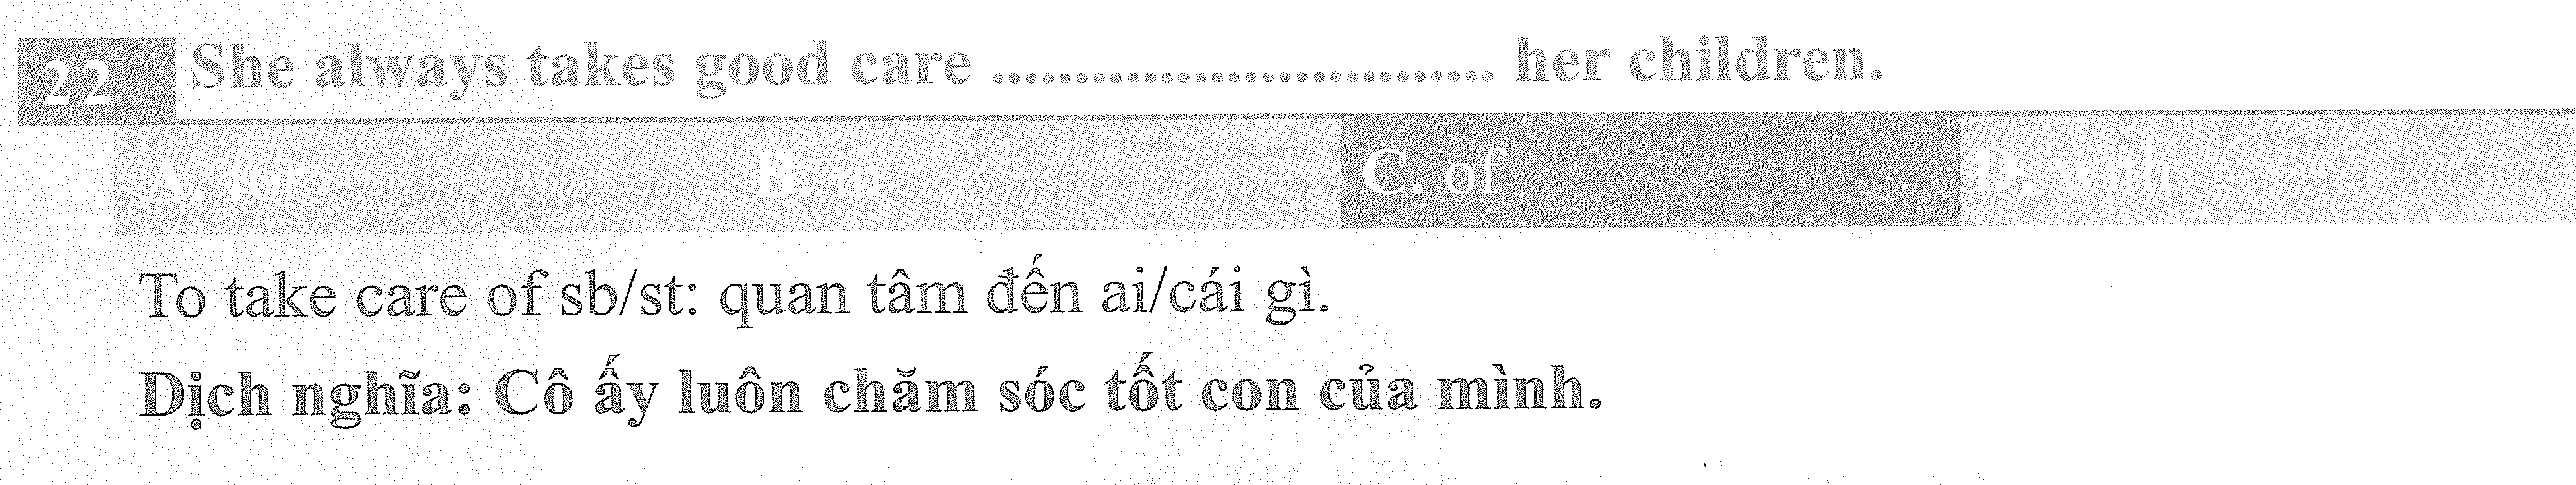 22 She always takes good care ............................. her children.
A. for B. in C. of D. with
To take care of sb/st: quan tâm đến ai/cái gì.
Dịch nghĩa: Cô ấy luôn chăm sóc tốt con của mình.